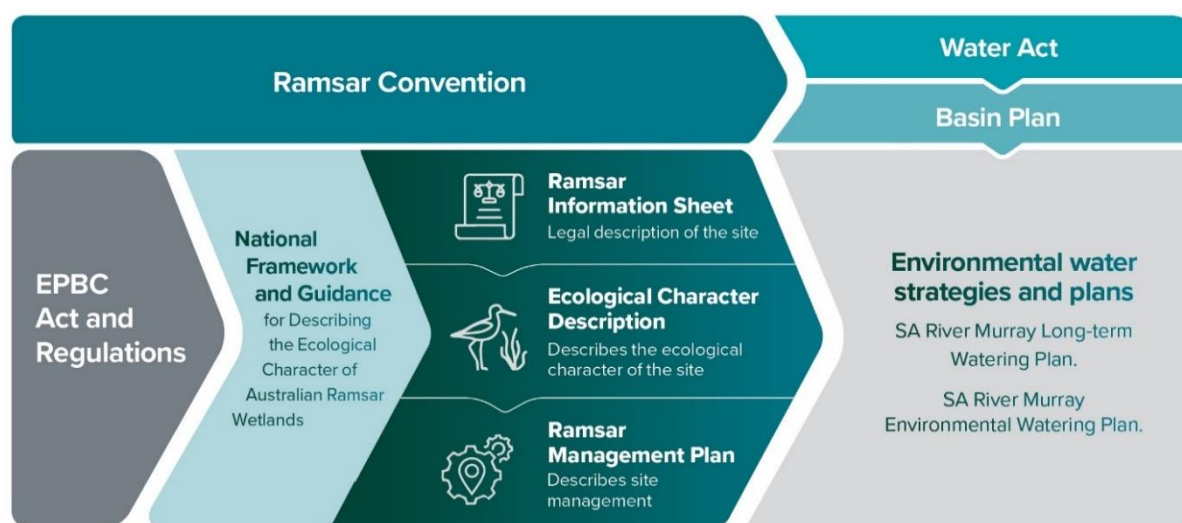 Ramsar Convention
Water Act
Basin Plan
EPBC
Act and
Regulations
National
Framework
and Guidance
for Describing
the Ecological
Character of
Australian Ramsar
Wetlands
Ramsar
Information Sheet
Legal description of the site
Ecological Character
Description
Describes the ecological
character of the site
Ramsar
Management Plan
Describes site
management
Environmental water
strategies and plans
SA River Murray Long-term
Watering Plan.
SA River Murray
Environmental Watering Plan.